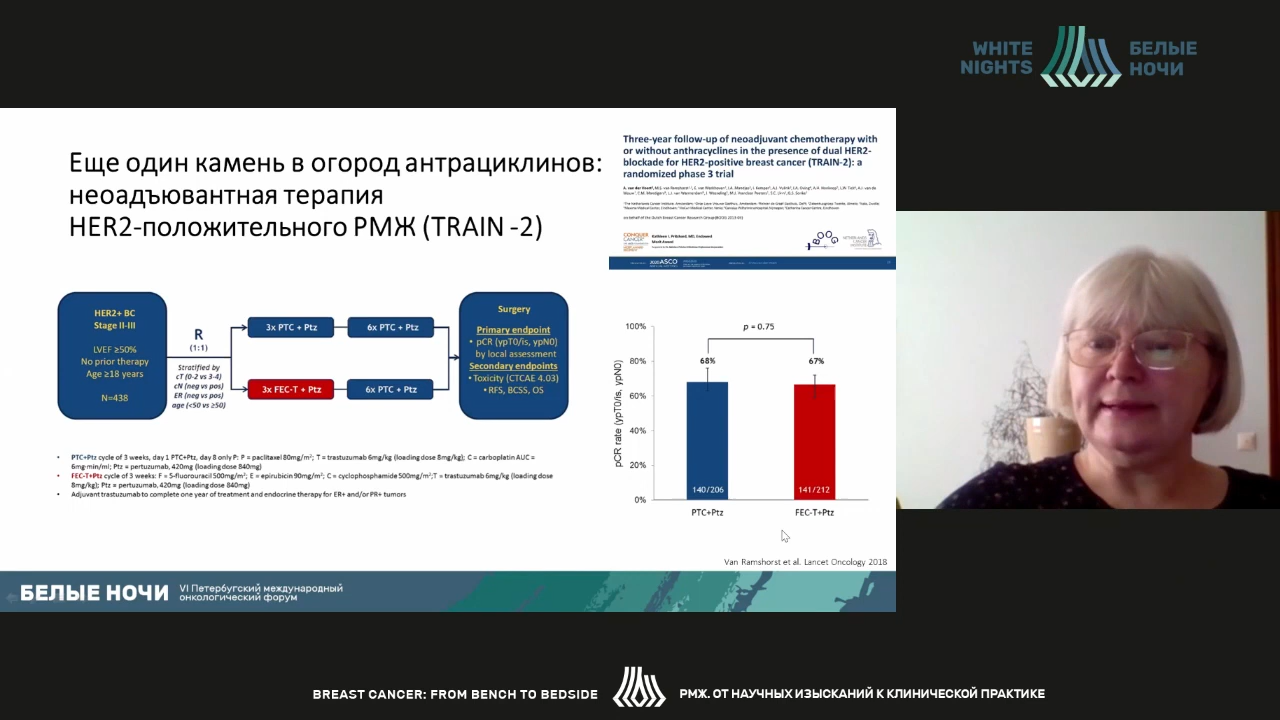 WHITE
NIGHTS
БЕЛЫЕ
НОЧИ
Еще один камень в огород антрациклинов:
неоадъювантная терапия
HER2-положительного РМЖ (TRAIN -2)
Three-year follow-up of neoadjuvant chemotherapy with
or without anthracyclines in the presence of dual HER2-
blockade for HER2-positive breast cancer (TRAIN-2): a
randomized phase 3 trial
HER2+ BC
Stage II-III
LVEF ≥50%
No prior therapy
Age ≥18 years
N=438
R
(1:1)
Stratified by
cT (0-2 vs 3-4)
cN (neg vs pos)
ER (neg vs pos)
age (<50 vs ≥50)
3x PTC + Ptz
6x PTC + Ptz
3x FEC-T + Ptz
6x PTC + Ptz
Surgery
Primary endpoint
• pCR (ypT0/is, ypN0)
by local assessment
Secondary endpoints
• Toxicity (CTCAE 4.03)
• RFS, BCSS, OS
• PTC+Ptz cycle of 3 weeks, day 1 PTC+Ptz, day 8 only P: P = paclitaxel 80mg/m²; T = trastuzumab 6mg/kg (loading dose 8mg/kg); C = carboplatin AUC =
6mg·min/ml; Ptz = pertuzumab, 420mg (loading dose 840mg)
• FEC-T+Ptz cycle of 3 weeks: F = 5-fluorouracil 500mg/m²; E = epirubicin 90mg/m²; C = cyclophosphamide 500mg/m²;T = trastuzumab 6mg/kg (loading dose
8mg/kg); Ptz = pertuzumab, 420mg (loading dose 840mg)
• Adjuvant trastuzumab to complete one year of treatment and endocrine therapy for ER+ and/or PR+ tumors
pCR rate (ypT0/is, ypN0)
100%
80%
60%
40%
20%
0%
p = 0.75
68%
67%
140/206
141/212
PTC+Ptz
FEC-T+Ptz
Van Ramshorst et al. Lancet Oncology 2018
БЕЛЫЕ НОЧИ
VI Петербугский международный
онкологический форум
BREAST CANCER: FROM BENCH TO BEDSIDE
РМЖ. ОТ НАУЧНЫХ ИЗЫСКАНИЙ К КЛИНИЧЕСКОЙ ПРАКТИКЕ